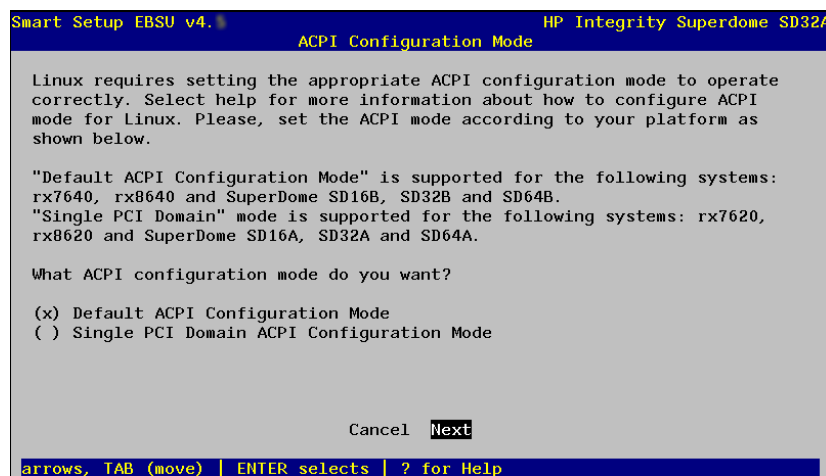 Smart Setup EBSU v4. HP Integrity Superdome SD32A
ACPI Configuration Mode
Linux requires setting the appropriate ACPI configuration mode to operate
correctly. Select help for more information about how to configure ACPI
mode for Linux. Please, set the ACPI mode according to your platform as
shown below.
"Default ACPI Configuration Mode" is supported for the following systems:
rx7640, rx8640 and SuperDome SD16B, SD32B and SD64B.
"Single PCI Domain" mode is supported for the following systems: rx7620,
rx8620 and SuperDome SD16A, SD32A and SD64A.
What ACPI configuration mode do you want?
(x) Default ACPI Configuration Mode
( ) Single PCI Domain ACPI Configuration Mode
Cancel Next
arrows, TAB (move) | ENTER selects | ? for Help